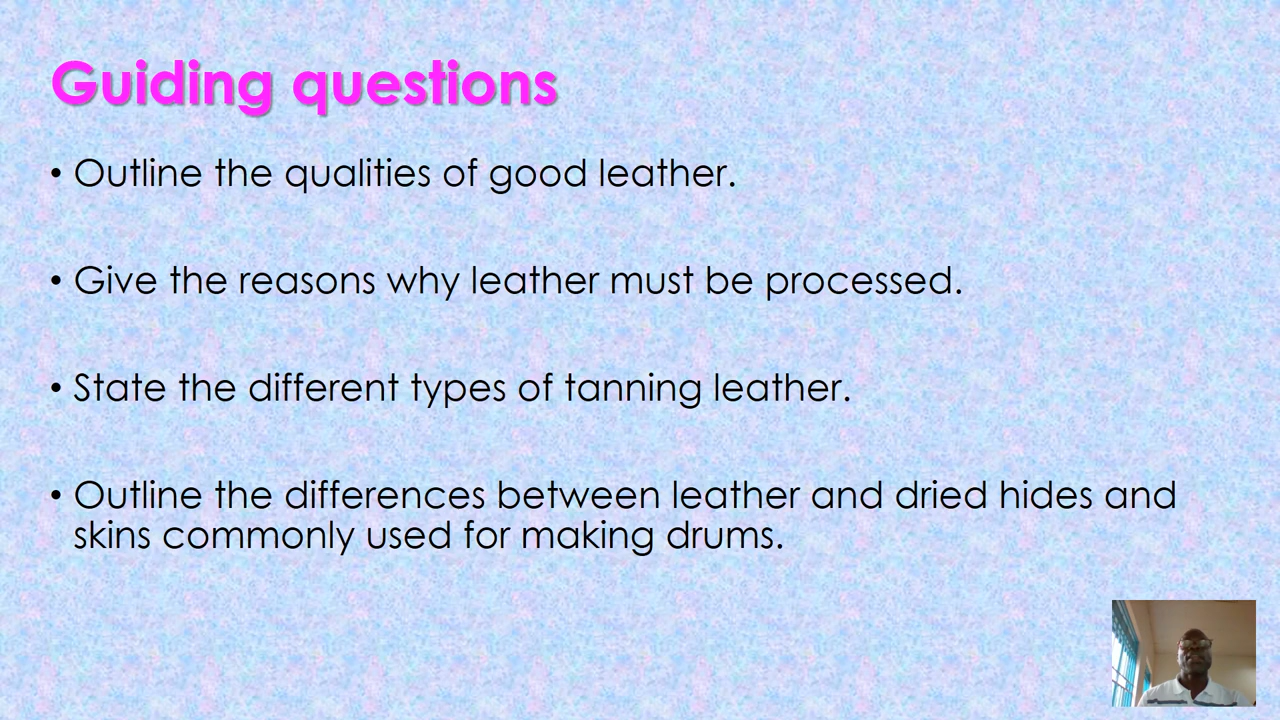 Guiding questions
• Outline the qualities of good leather.
• Give the reasons why leather must be processed.
• State the different types of tanning leather.
• Outline the differences between leather and dried hides and
skins commonly used for making drums.